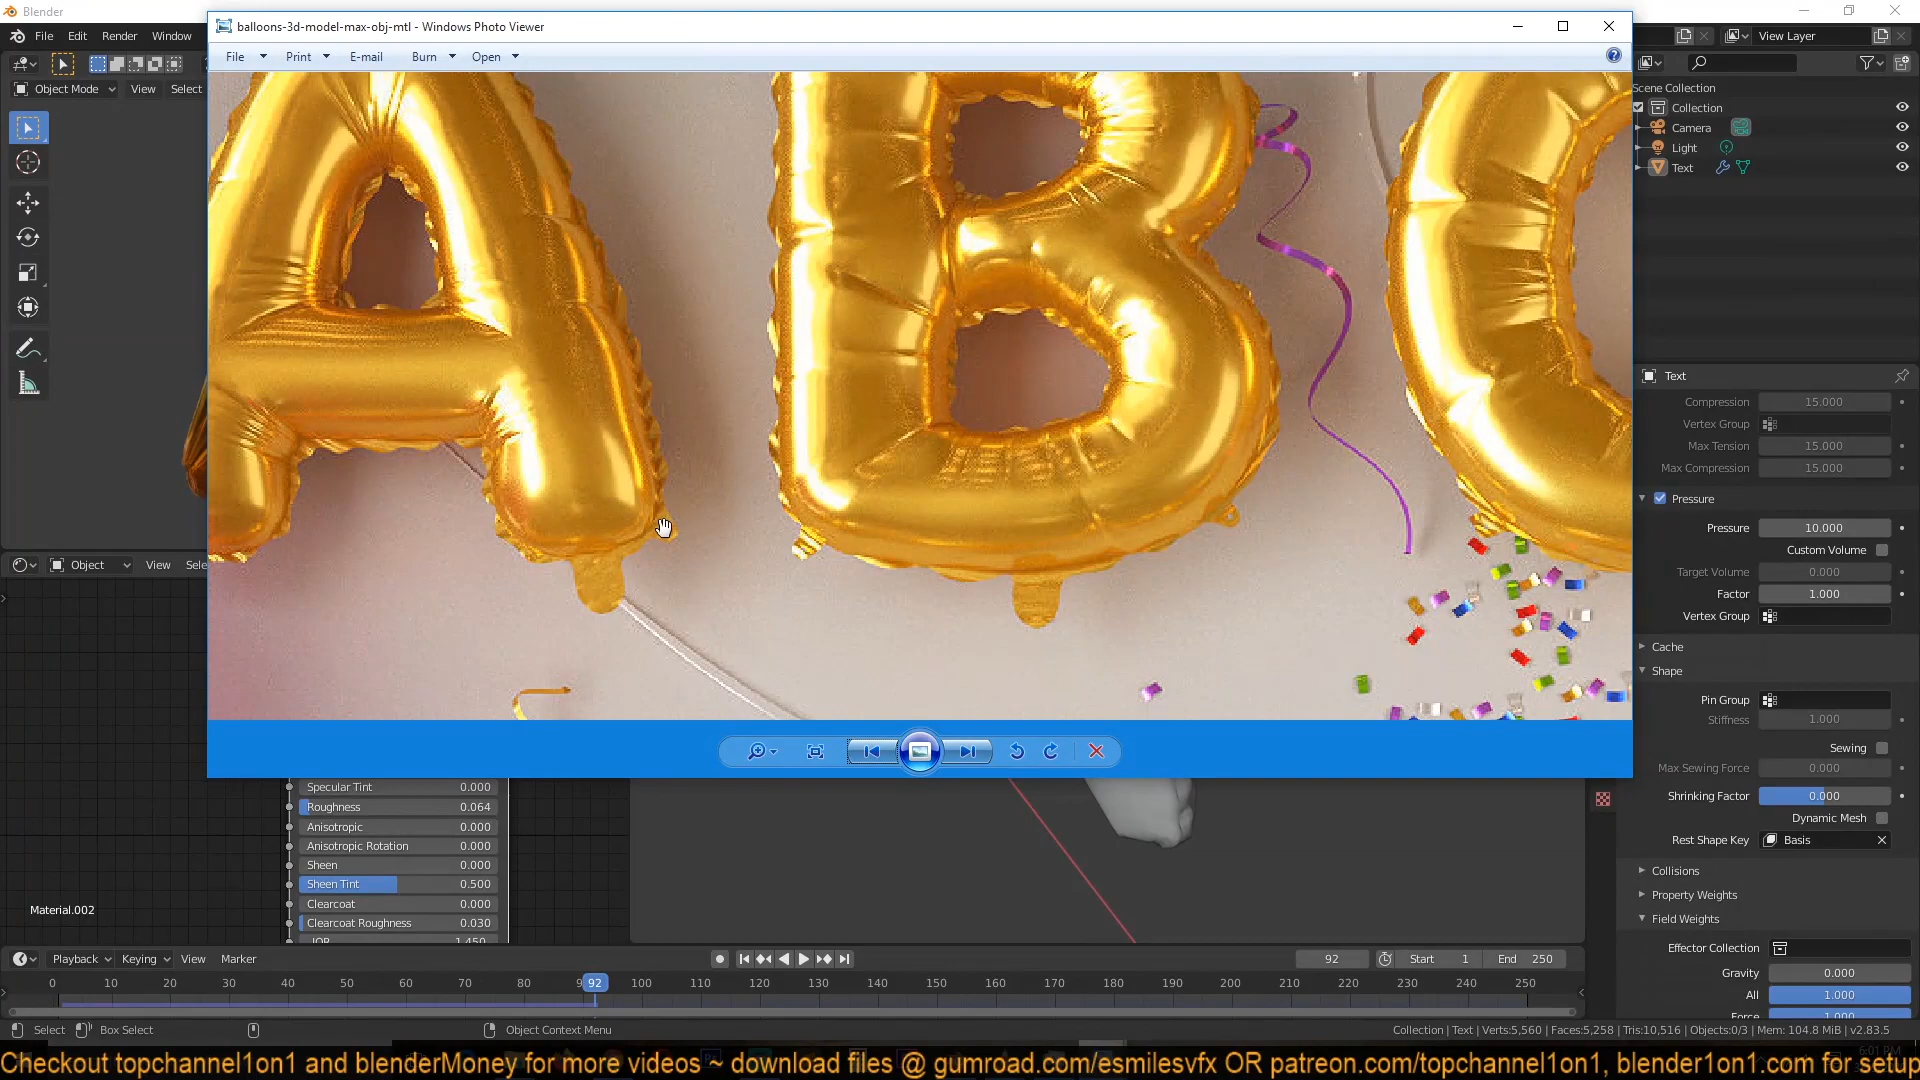 Blender
balloons-3d-model-max-obj-mtl - Windows Photo Viewer
File Edit Render Window
View Layer
File Print E-mail Burn Open
Object Mode View Select
Scene Collection
Collection
Camera
Light
Text
Text
Compression 15.000
Vertex Group
Max Tension 15.000
Max Compression 15.000
Pressure
Pressure 10.000
Custom Volume
Target Volume 0.000
Factor 1.000
Vertex Group
Cache
Shape
Pin Group
Stiffness 1.000
Sewing
Max Sewing Force 0.000
Shrinking Factor 0.000
Dynamic Mesh
Rest Shape Key Basis
Collisions
Property Weights
Field Weights
Effector Collection
Gravity 0.000
All 1.000
Force 1.000
Object View Sele
Specular Tint 0.000
Roughness 0.064
Anisotropic 0.000
Anisotropic Rotation 0.000
Sheen 0.000
Sheen Tint 0.500
Clearcoat 0.000
Clearcoat Roughness 0.030
IOR 1.450
Material.002
Playback Keying View Marker
92 Start 1 End 250
0 10 20 30 40 50 60 70 80 9 92 100 110 120 130 140 150 160 170 180 190 200 210 220 230 240 250
Select Box Select Object Context Menu
Collection | Text | Verts:5,560 | Faces:5,258 | Tris:10,516 | Objects:0/3 | Mem: 104.8 MiB | v2.83.5
6:01 PM
Checkout topchannel1on1 and blenderMoney for more videos ~ download files @ gumroad.com/esmilesvfx OR patreon.com/topchannel1on1, blender1on1.com for setup